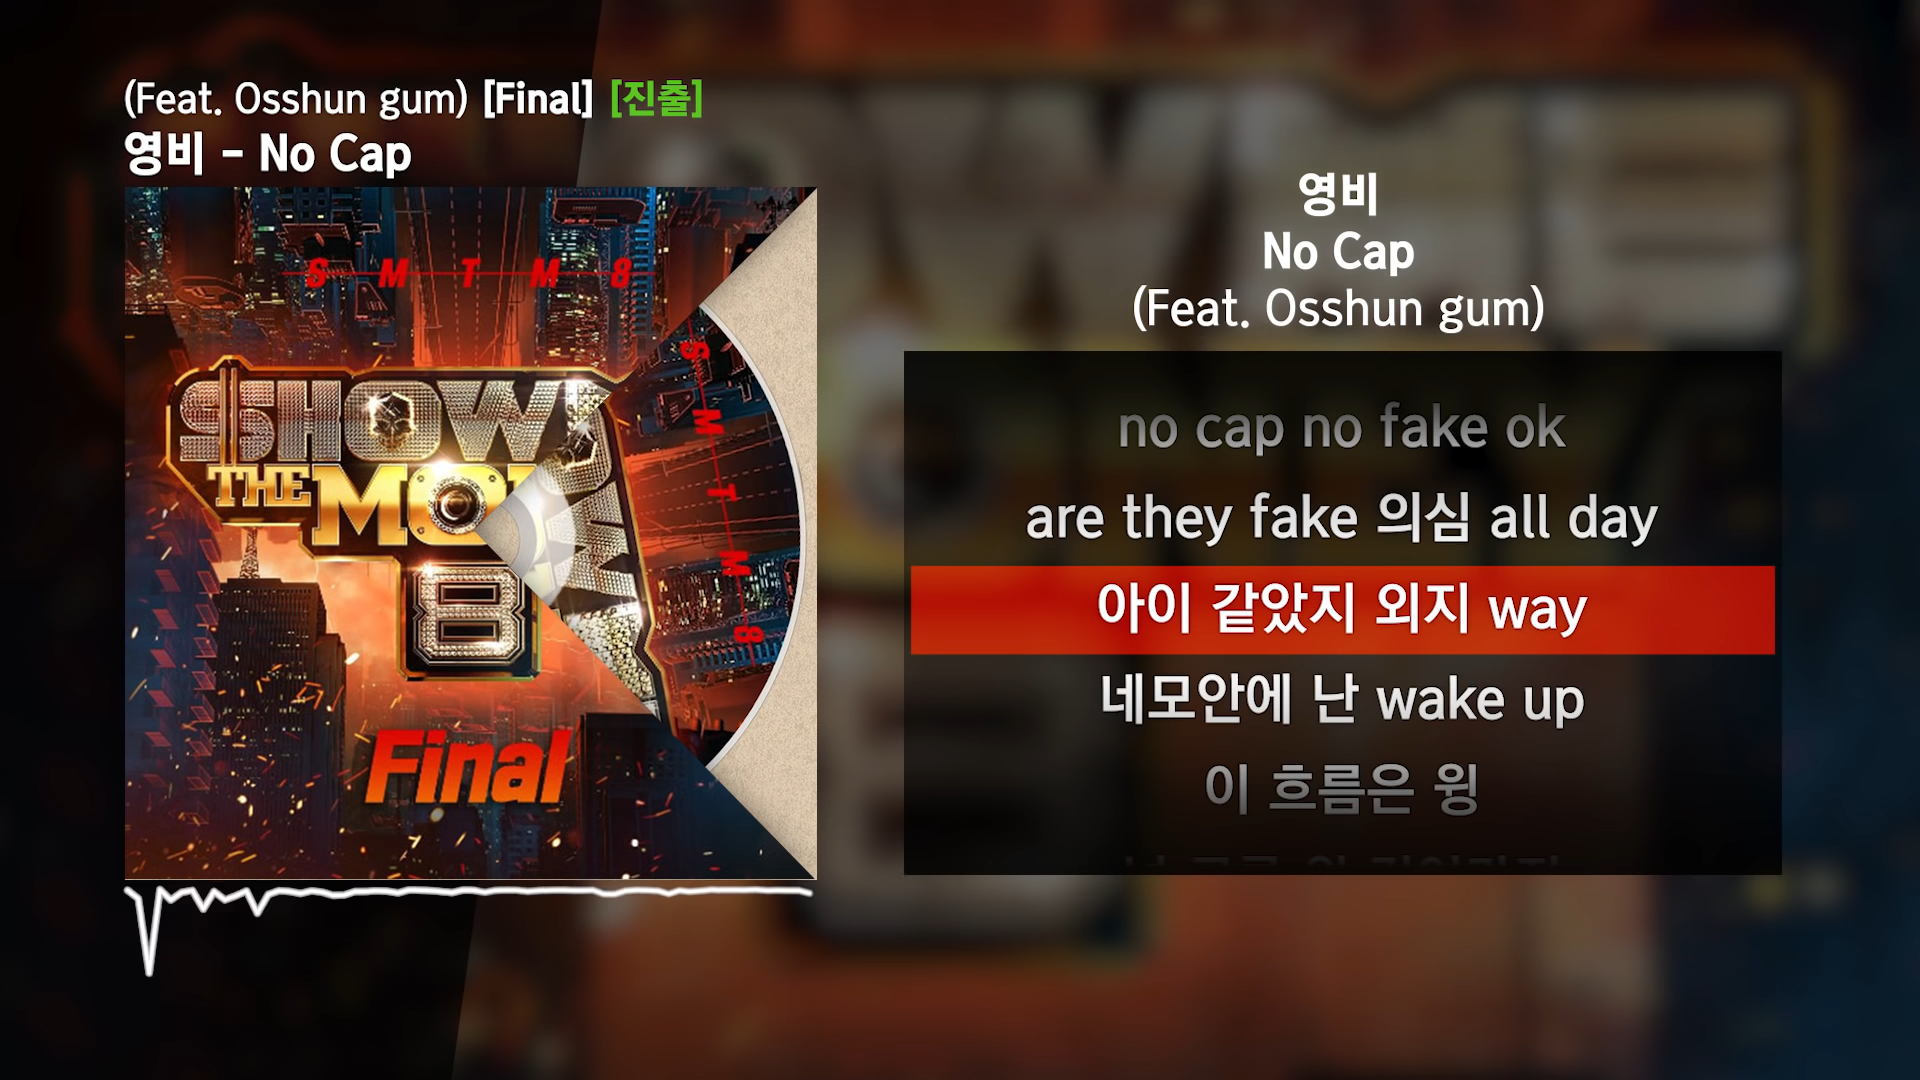 (Feat. Osshun gum) [Final] [진출]
영비 - No Cap
S M T M 8
SHOW
THE MON
8
Final
S M T M 8
영비
No Cap
(Feat. Osshun gum)
no cap no fake ok
are they fake 의심 all day
아이 같았지 외지 way
네모안에 난 wake up
이 흐름은 윙